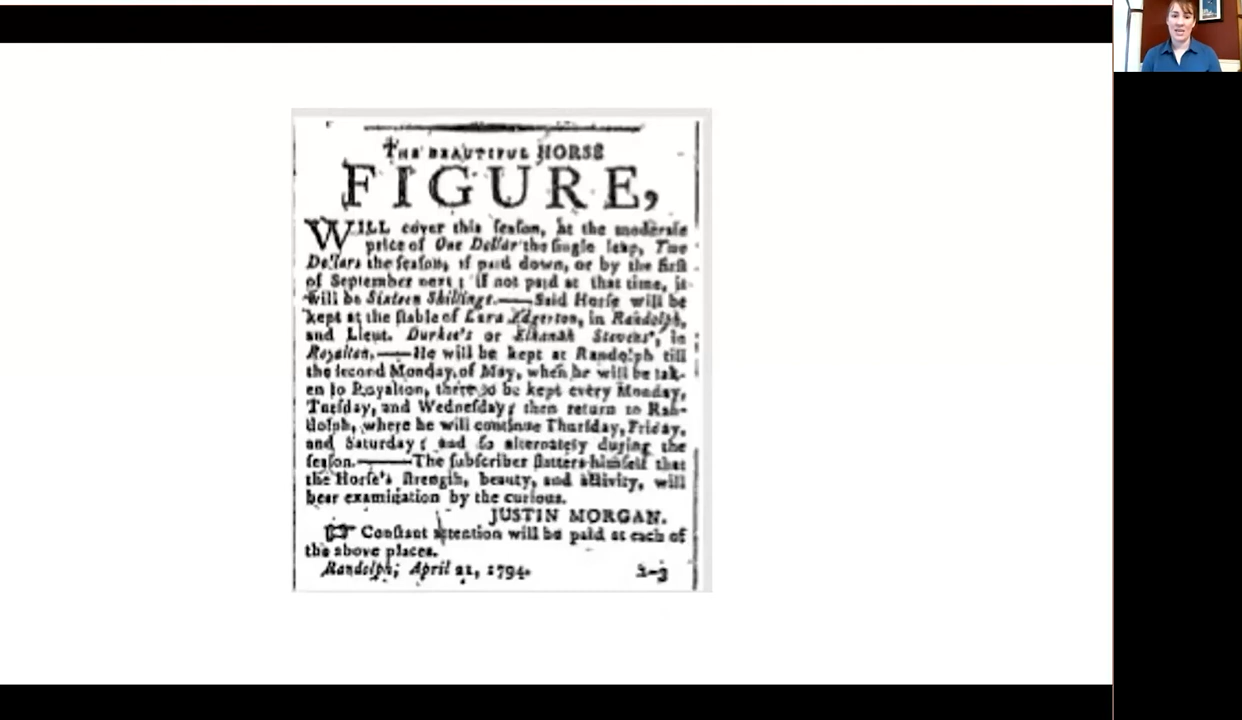 THE BEAUTIFUL HORSE
FIGURE,
WILL cover this ſeaſon, at the moderate
price of One Dollar the ſingle leap, Two
Dollars the ſeaſon, if paid down, or by the firſt
of September next; if not paid at that time, it
will be Sixteen Shillings.——Said Horſe will be
kept at the ſtable of Edgerton, in Randolph,
and Lieut. Durkee's or Elkanah Stevens', in
Royalton.——He will be kept at Randolph till
the ſecond Monday of May, when he will be tak-
en to Royalton, there to be kept every Monday,
Tueſday, and Wedneſday; then return to Ran-
dolph, where he will continue Thurſday, Friday,
and Saturday; and ſo alternately during the
ſeaſon.——The ſubſcriber flatters himſelf that
the Horſe's ſtrength, beauty, and activity, will
bear examination by the curious.
JUSTIN MORGAN.
☞ Conſtant attention will be paid at each of
the above places.
Randolph, April 21, 1794.